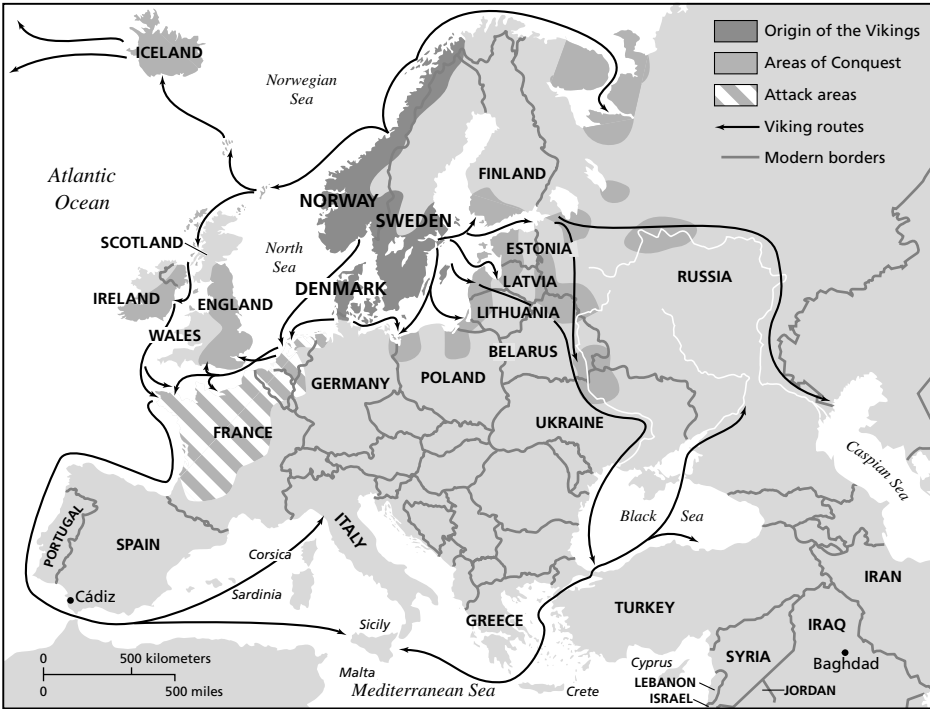 Origin of the Vikings
Areas of Conquest
Attack areas
Viking routes
Modern borders
ICELAND
Norwegian
Sea
Atlantic
Ocean
FINLAND
NORWAY
SWEDEN
SCOTLAND
North
Sea
ESTONIA
RUSSIA
IRELAND
ENGLAND
DENMARK
LATVIA
LITHUANIA
WALES
BELARUS
GERMANY
POLAND
FRANCE
UKRAINE
Caspian Sea
PORTUGAL
SPAIN
ITALY
Black Sea
Corsica
Sardinia
Cádiz
IRAN
TURKEY
GREECE
Sicily
IRAQ
SYRIA
Baghdad
0 500 kilometers
0 500 miles
Malta
Mediterranean Sea
Crete
Cyprus
LEBANON
ISRAEL
JORDAN